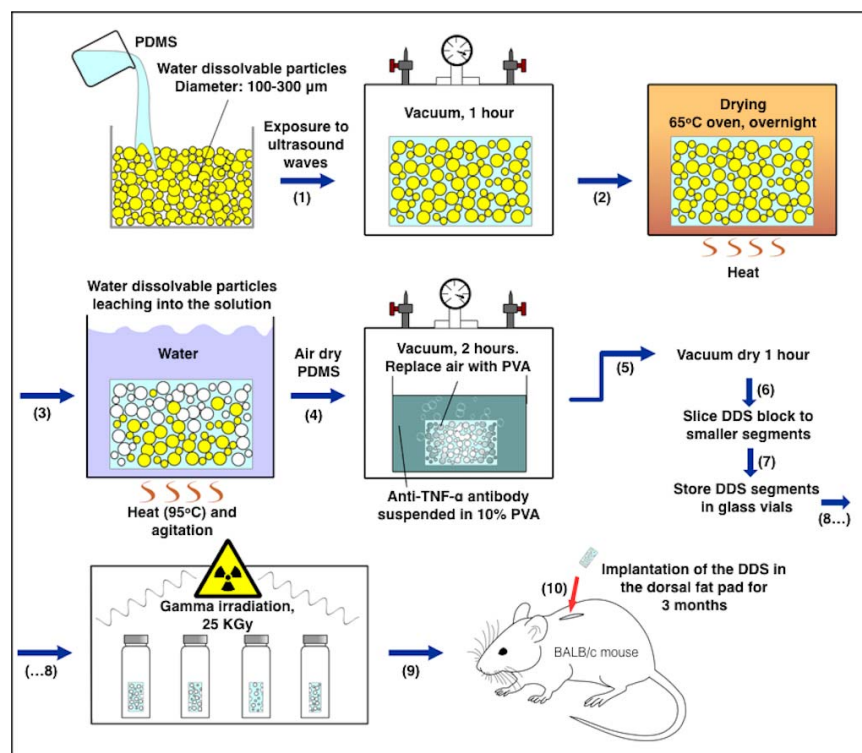 PDMS
Water dissolvable particles
Diameter: 100-300 µm
Exposure to
ultrasound
waves
(1)
Vacuum, 1 hour
(2)
Drying
65ºC oven, overnight
Heat
Water dissolvable particles
leaching into the solution
Water
(3)
Heat (95ºC) and
agitation
Air dry
PDMS
(4)
Vacuum, 2 hours.
Replace air with PVA
Anti-TNF-α antibody
suspended in 10% PVA
(5)
Vacuum dry 1 hour
(6)
Slice DDS block to
smaller segments
(7)
Store DDS segments
in glass vials
(8...)
(...8)
Gamma irradiation,
25 KGy
(9)
(10)
Implantation of the DDS in
the dorsal fat pad for
3 months
BALB/c mouse